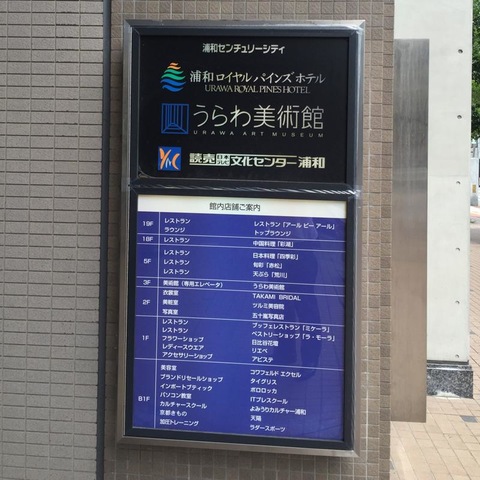 浦和センチュリーシティ
浦和ロイヤルパインズホテル
URAWA ROYAL PINES HOTEL
うらわ美術館
URAWA ART MUSEUM
読売日本テレビ文化センター浦和
館内店舗ご案内
19F レストラン レストラン「アール ピー アール」
ラウンジ トップラウンジ
16F レストラン 中国料理「彩湖」
5F レストラン 日本料理「四季彩」
レストラン 旬彩「赤松」
レストラン 天ぷら「荒川」
3F 美術館(専用エレベータ) うらわ美術館
2F 衣裳室 TAKAMI BRIDAL
美粧室 ツルミ美容院
写真室 五十嵐写真店
1F レストラン ブッフェレストラン「ミケーラ」
レストラン ペストリーショップ「ラ・モーラ」
フラワーショップ 日比谷花壇
レディースウエア リエベ
アクセサリーショップ アビステ
B1F 美容室 コワフェルド エクセル
ブランドリセールショップ タイグリス
インポートブティック ポロロッカ
パソコン教室 ITプレスクール
カルチャースクール よみうりカルチャー浦和
京都きもの 天陽
加圧トレーニング ラダースポーツ